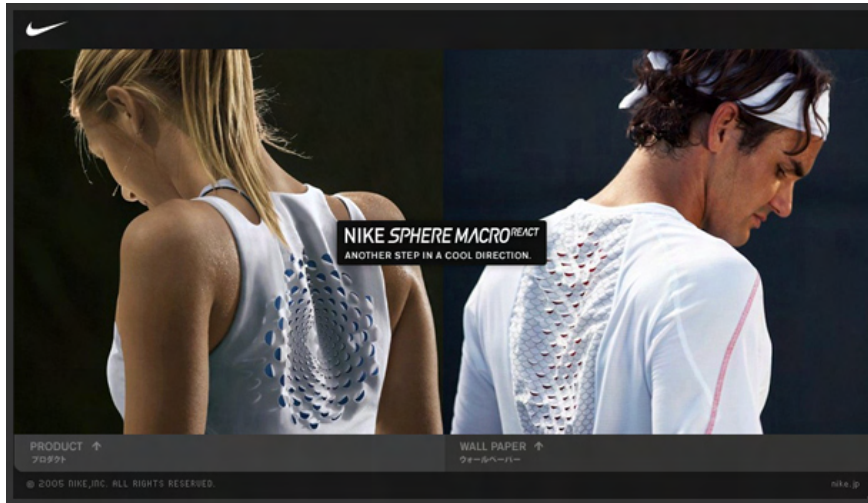 NIKE SPHERE MACRO REACT
ANOTHER STEP IN A COOL DIRECTION.
PRODUCT ↑
プロダクト
WALL PAPER ↑
ウォールペーパー
© 2005 NIKE,INC. ALL RIGHTS RESERVED.
nike.jp